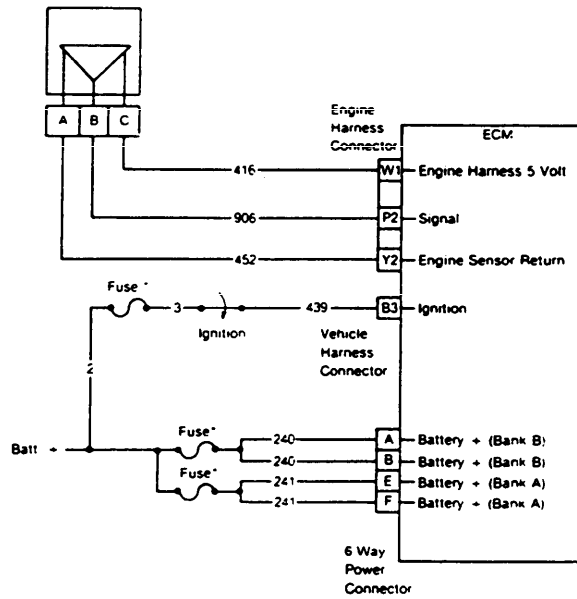 A B C
Engine
Harness
Connector
ECM
416
W1
Engine Harness 5 Volt
906
P2
Signal
452
Y2
Engine Sensor Return
Fuse*
3
Ignition
439
B3
Ignition
2
Vehicle
Harness
Connector
Batt +
Fuse*
240
A
Battery + (Bank B)
240
B
Battery + (Bank B)
Fuse*
241
E
Battery + (Bank A)
241
F
Battery + (Bank A)
6 Way
Power
Connector